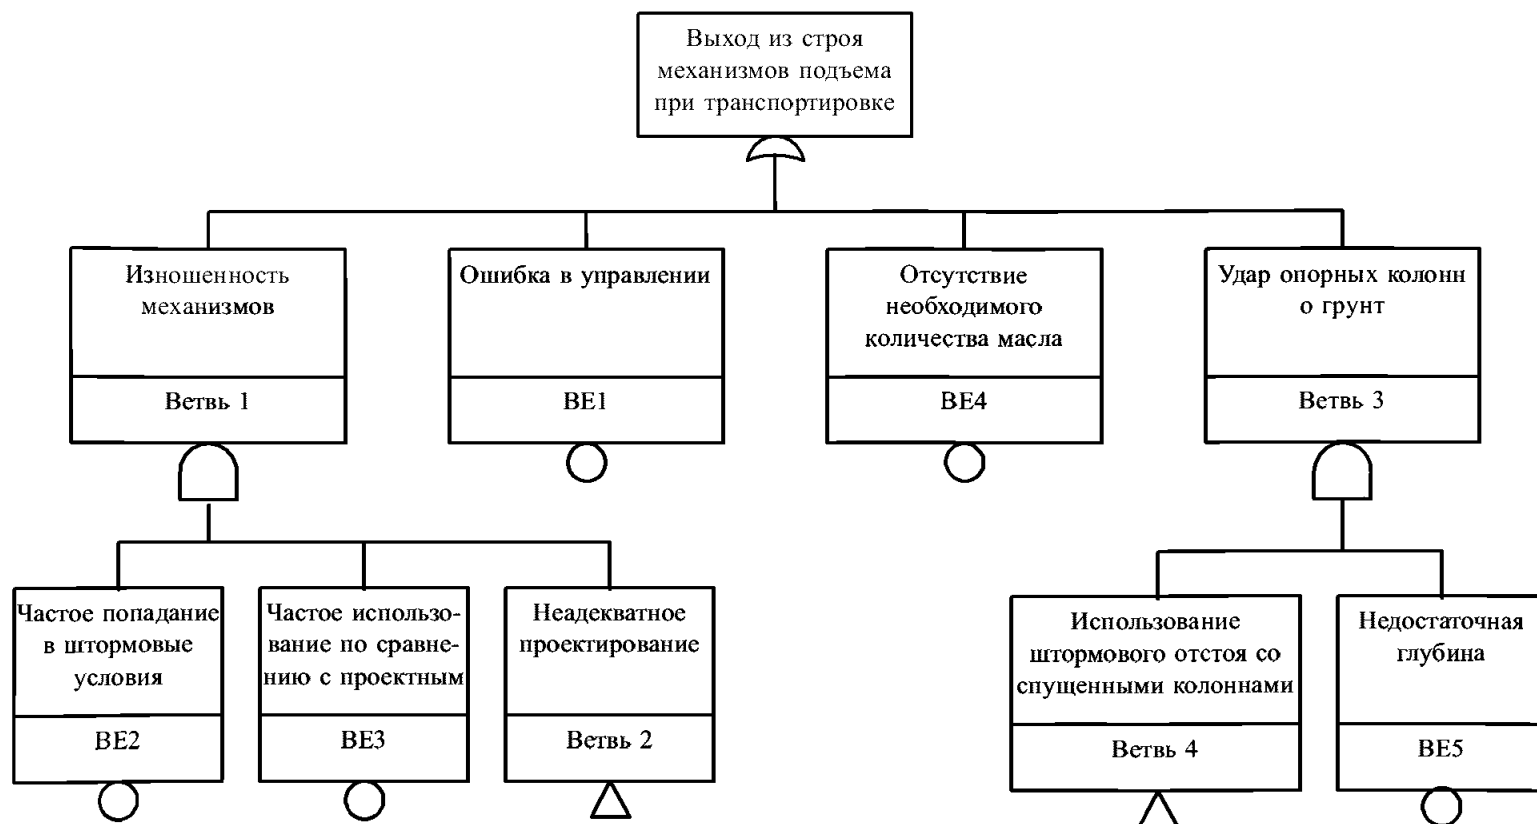 Выход из строя
механизмов подъема
при транспортировке
Изношенность
механизмов
Ветвь 1
Ошибка в управлении
BE1
Отсутствие
необходимого
количества масла
BE4
Удар опорных колонн
о грунт
Ветвь 3
Частое попадание
в штормовые
условия
BE2
Частое использо-
вание по сравне-
нию с проектным
BE3
Неадекватное
проектирование
Ветвь 2
Использование
штормового отстоя со
спущенными колоннами
Ветвь 4
Недостаточная
глубина
BE5